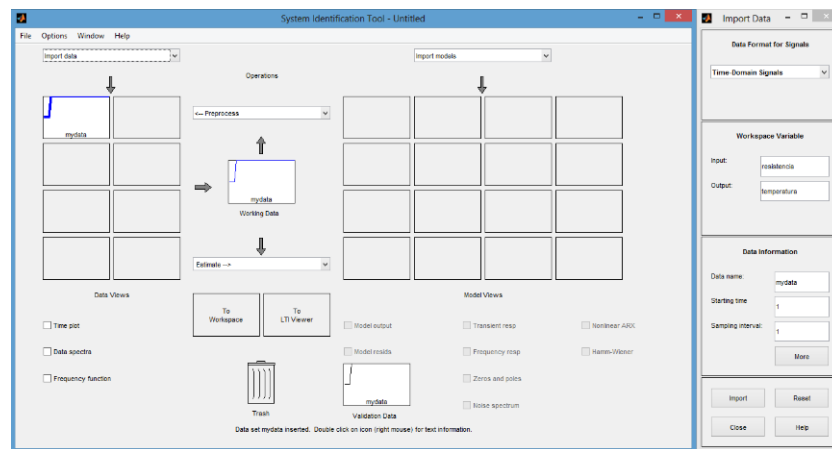 System Identification Tool - Untitled
File Options Window Help
Import data
Import models
Operations
<-- Preprocess
mydata
mydata
Working Data
Estimate -->
Data Views
To
Workspace
To
LTI Viewer
Model Views
Time plot
Data spectra
Frequency function
Model output
Transient resp
Nonlinear ARX
Model resids
Frequency resp
Hamm-Wiener
Zeros and poles
Noise spectrum
Trash
mydata
Validation Data
Data set mydata inserted. Double click on icon (right mouse) for text information.
Import Data
Data Format for Signals
Time-Domain Signals
Workspace Variable
Input: resistencia
Output: temperatura
Data Information
Data name: mydata
Starting time 1
Sampling interval: 1
More
Import Reset
Close Help